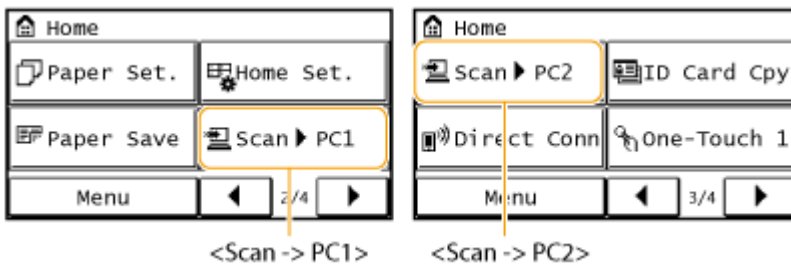 Home
Paper Set.
Home Set.
Paper Save
Scan ▶ PC1
Menu
◀ 2/4 ▶
<Scan -> PC1>
Home
Scan ▶ PC2
ID Card Cpy
Direct Conn
One-Touch 1
Menu
◀ 3/4 ▶
<Scan -> PC2>